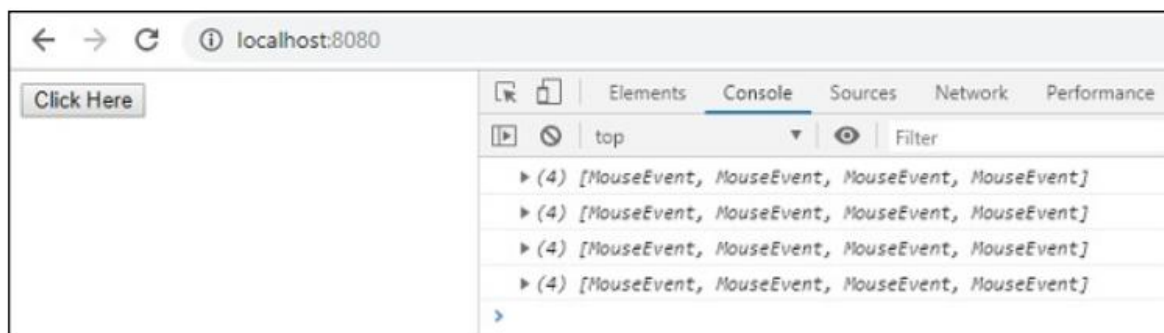 localhost:8080
Click Here
Elements Console Sources Network Performance
top Filter
(4) [MouseEvent, MouseEvent, MouseEvent, MouseEvent]
(4) [MouseEvent, MouseEvent, MouseEvent, MouseEvent]
(4) [MouseEvent, MouseEvent, MouseEvent, MouseEvent]
(4) [MouseEvent, MouseEvent, MouseEvent, MouseEvent]